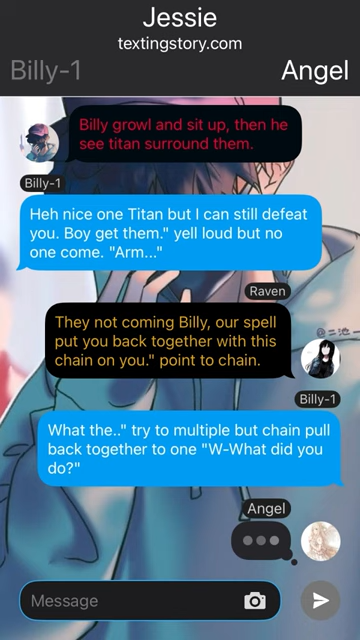 Jessie
textingstory.com
Billy-1
Angel
Billy growl and sit up, then he
see titan surround them.
Billy-1
Heh nice one Titan but I can still defeat
you. Boy get them." yell loud but no
one come. "Arm..."
Raven
They not coming Billy, our spell
put you back together with this
chain on you." point to chain.
Billy-1
What the.." try to multiple but chain pull
back together to one "W-What did you
do?"
Angel
Message